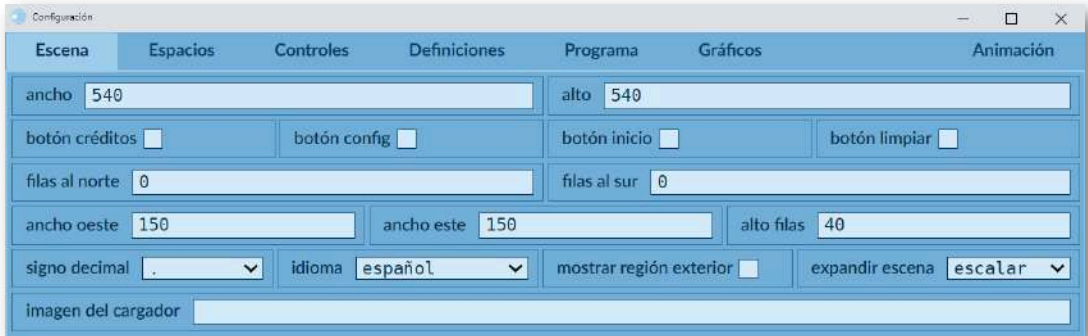 Configuración
Escena Espacios Controles Definiciones Programa Gráficos Animación
ancho 540 alto 540
botón créditos botón config botón inicio botón limpiar
filas al norte 0 filas al sur 0
ancho oeste 150 ancho este 150 alto filas 40
signo decimal . idioma español mostrar región exterior expandir escena escalar
imagen del cargador